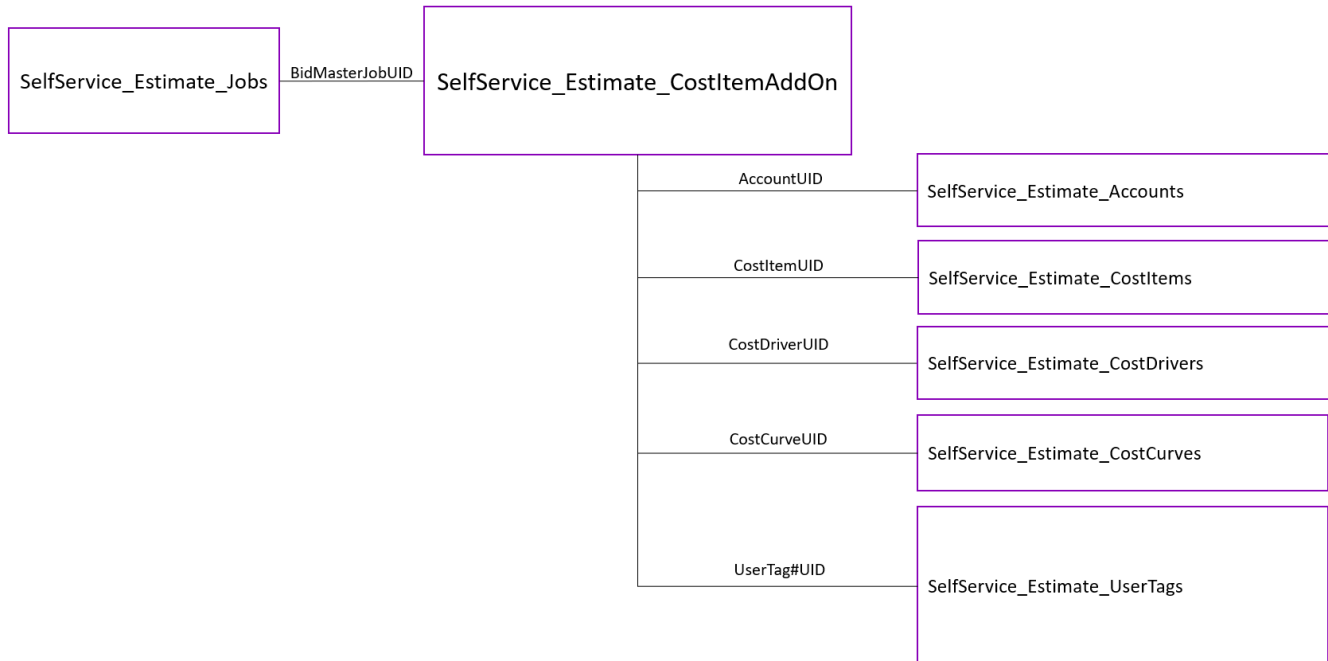 SelfService_Estimate_Jobs
BidMasterJobUID
SelfService_Estimate_CostItemAddOn
AccountUID
SelfService_Estimate_Accounts
CostItemUID
SelfService_Estimate_CostItems
CostDriverUID
SelfService_Estimate_CostDrivers
CostCurveUID
SelfService_Estimate_CostCurves
UserTag#UID
SelfService_Estimate_UserTags